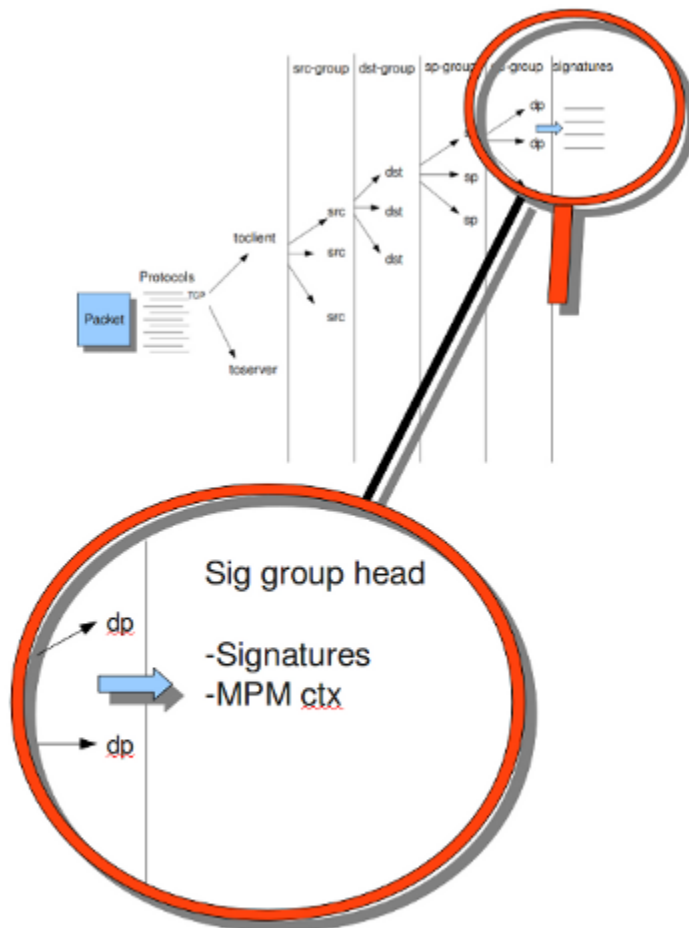 src-group dst-group sp-group -group signatures
dp
dp
dst
sp
toclient
src
dst
sp
src
dst
Protocols
TCP
Packet
src
toserver
Sig group head
dp
-Signatures
-MPM ctx
dp